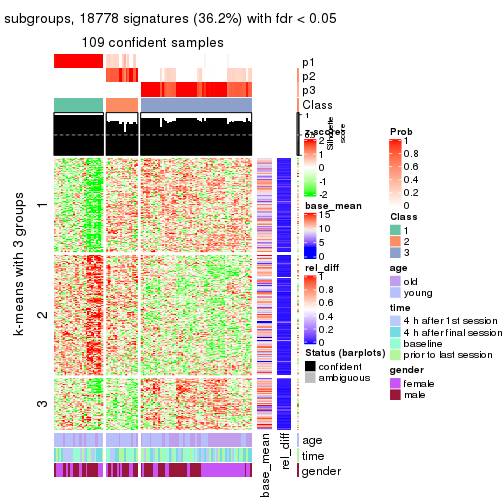 subgroups, 18778 signatures (36.2%) with fdr < 0.05
109 confident samples
p1
p2
p3
Class
1
Silhouette
score
k-means with 3 groups
1
2
3
base_mean
rel_diff
age
time
gender
z-scores
2
1
0
-1
-2
base_mean
15
10
5
0
rel_diff
1
0.8
0.6
0.4
0.2
0
Status (barplots)
confident
ambiguous
Prob
1
0.8
0.6
0.4
0.2
0
Class
1
2
3
age
old
young
time
4 h after 1st session
4 h after final session
baseline
prior to last session
gender
female
male